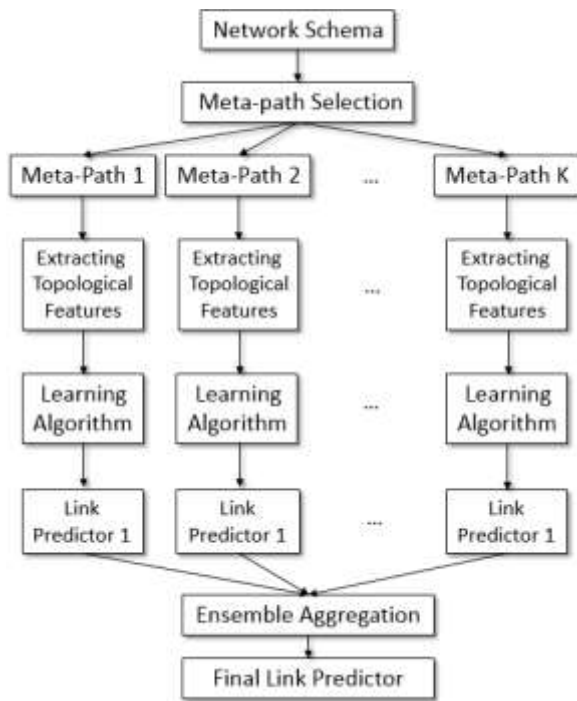 Network Schema
Meta-path Selection
Meta-Path 1
Meta-Path 2
...
Meta-Path K
Extracting
Topological
Features
Extracting
Topological
Features
...
Extracting
Topological
Features
Learning
Algorithm
Learning
Algorithm
...
Learning
Algorithm
Link
Predictor 1
Link
Predictor 1
...
Link
Predictor 1
Ensemble Aggregation
Final Link Predictor